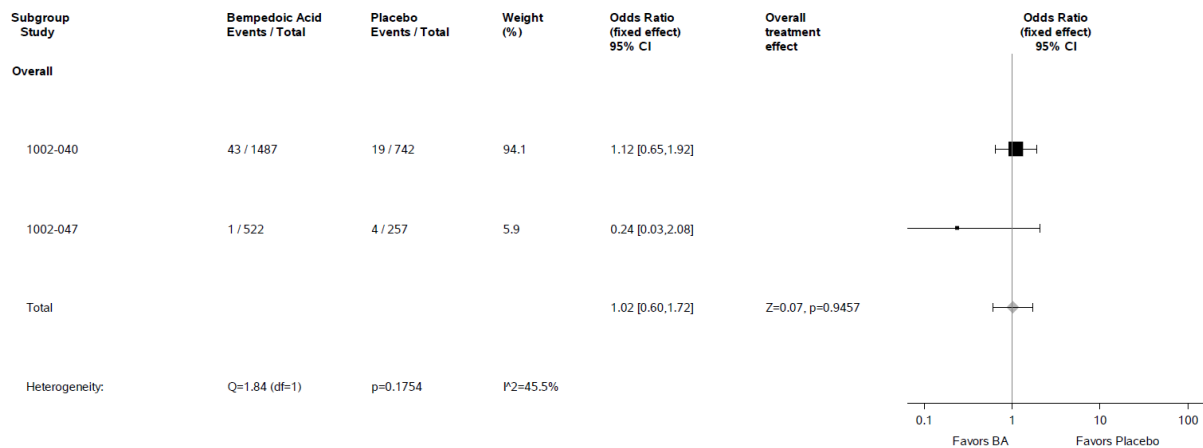 Subgroup Bempedoic Acid Placebo Weight Odds Ratio Overall Odds Ratio
Study Events / Total Events / Total (%) (fixed effect) treatment (fixed effect)
95% CI effect 95% CI
Overall
1002-040 43 / 1487 19 / 742 94.1 1.12 [0.65,1.92]
1002-047 1 / 522 4 / 257 5.9 0.24 [0.03,2.08]
Total 1.02 [0.60,1.72] Z=0.07, p=0.9457
Heterogeneity: Q=1.84 (df=1) p=0.1754 I^2=45.5%
0.1 1 10 100
Favors BA Favors Placebo